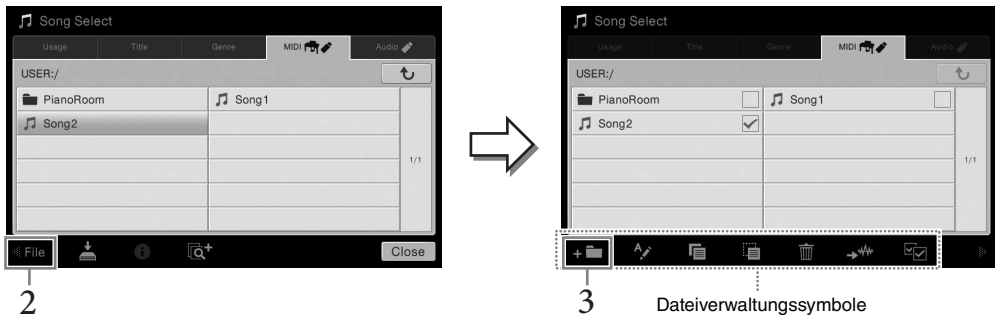 Song Select
Usage Title Genre MIDI Audio
USER:/
PianoRoom Song1
Song2
1/1
File Close
2
Song Select
Usage Title Genre MIDI Audio
USER:/
PianoRoom Song1
Song2
1/1
3
Dateiverwaltungssymbole